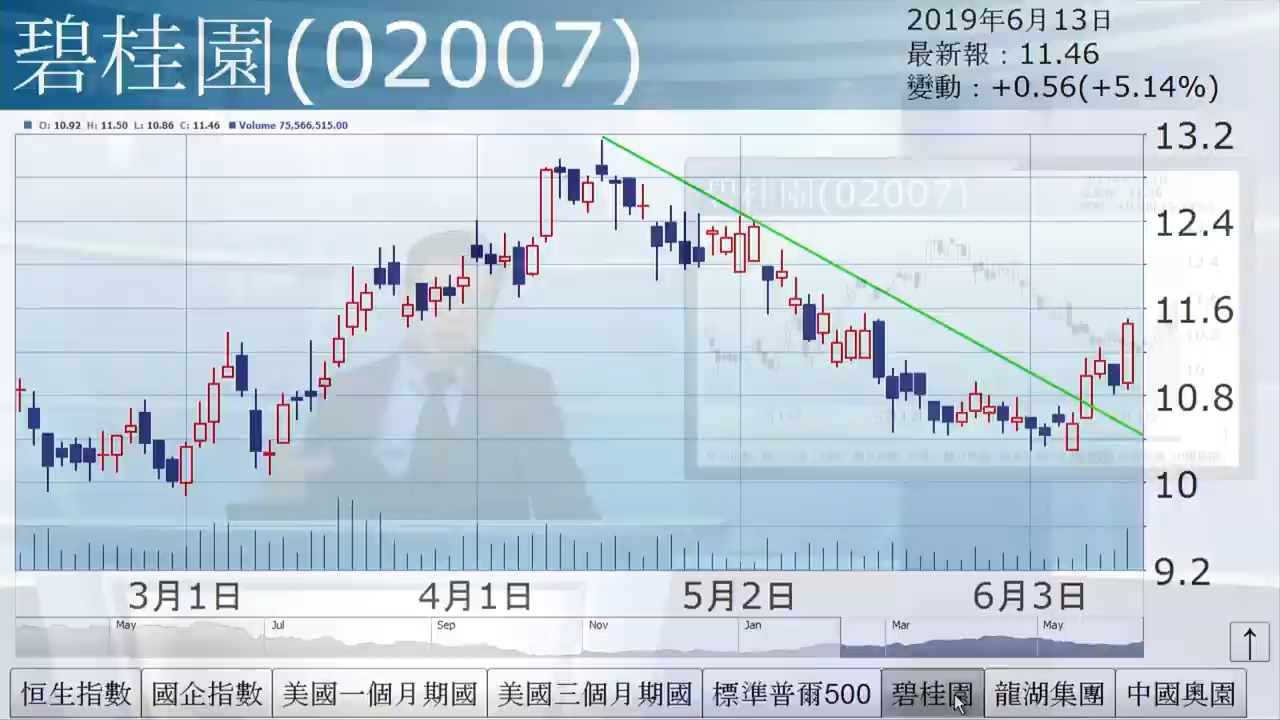 碧桂園(02007)
2019年6月13日
最新報：11.46
變動：+0.56(+5.14%)
O: 10.92 H: 11.50 L: 10.86 C: 11.46 Volume 75,566,515.00
13.2
碧桂園(02007)
12.4
11.6
10.8
10
9.2
3月1日 4月1日 5月2日 6月3日
May Jul Sep Nov Jan Mar May
↑
恒生指數 國企指數 美國一個月期國 美國三個月期國 標準普爾500 碧桂園 龍湖集團 中國奧園